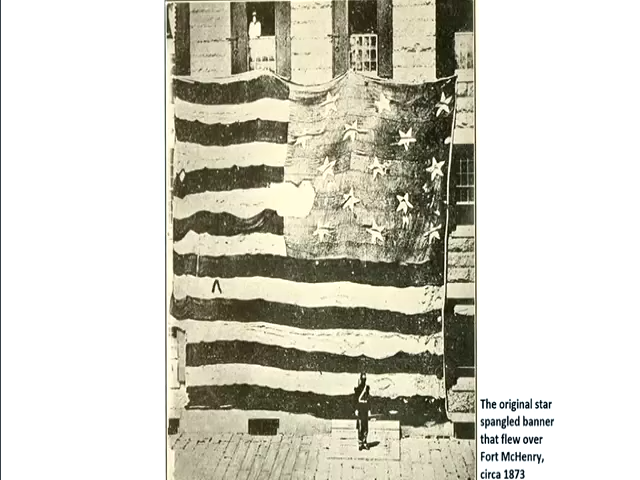 The original star
spangled banner
that flew over
Fort McHenry,
circa 1873